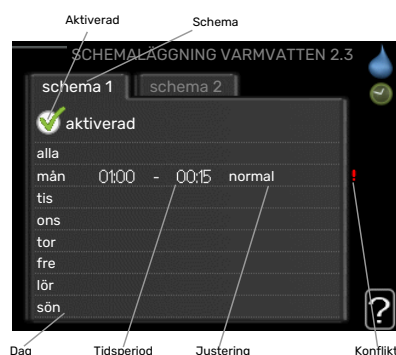 Aktiverad Schema
SCHEMALÄGGNING VARMVATTEN 2.3
schema 1 schema 2
aktiverad
alla
mån 01:00 - 00:15 normal !
tis
ons
tor
fre
lör
sön ?
Dag Tidsperiod Justering Konflikt